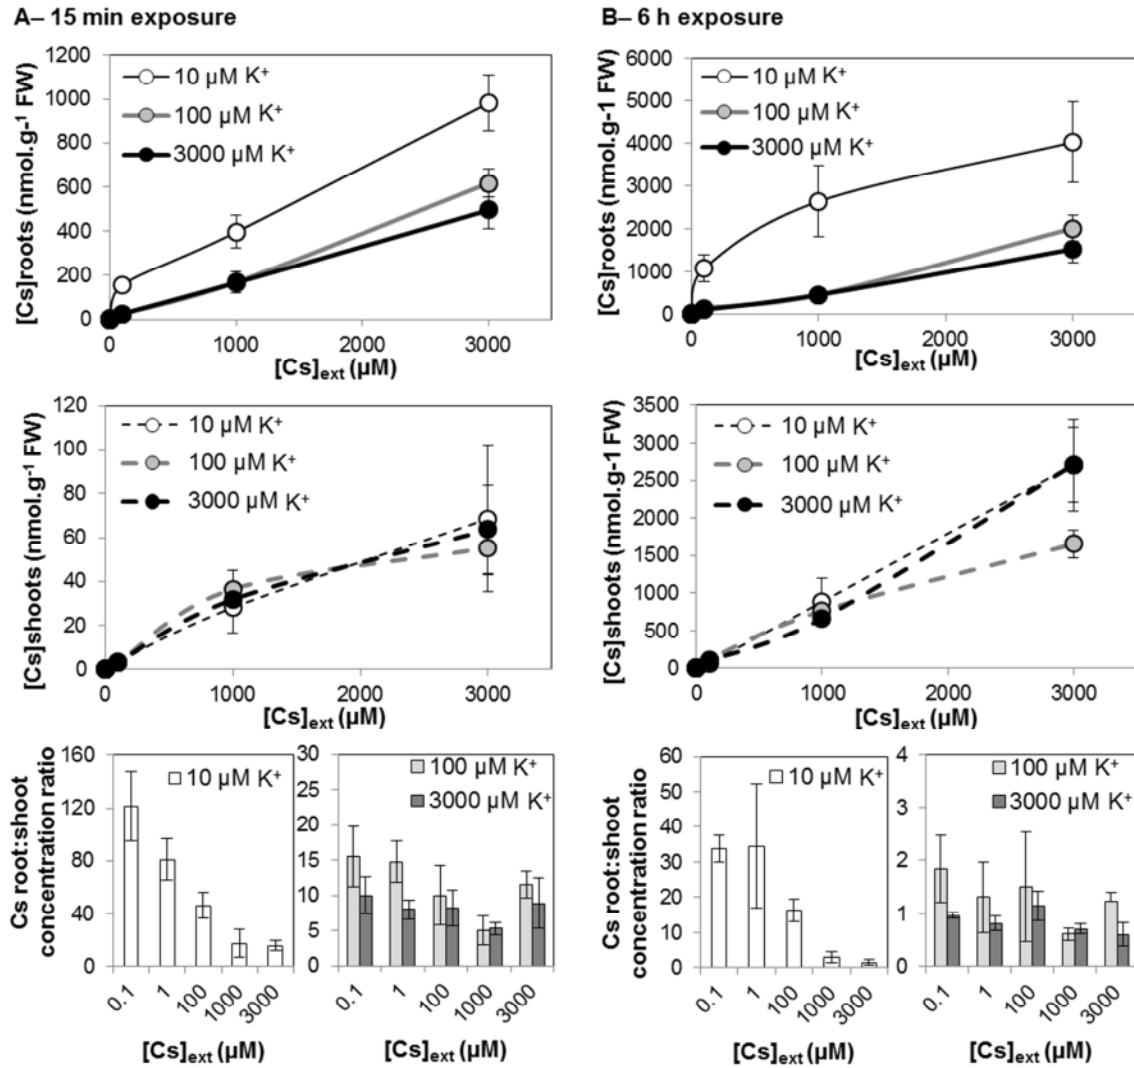 A– 15 min exposure
B– 6 h exposure
[Cs]roots (nmol.g-1 FW)
1200
1000
800
600
400
200
0
10 µM K+
100 µM K+
3000 µM K+
0 1000 2000 3000
[Cs]ext (µM)
[Cs]roots (nmol.g-1 FW)
6000
5000
4000
3000
2000
1000
0
10 µM K+
100 µM K+
3000 µM K+
0 1000 2000 3000
[Cs]ext (µM)
[Cs]shoots (nmol.g-1 FW)
120
100
80
60
40
20
0
10 µM K+
100 µM K+
3000 µM K+
0 1000 2000 3000
[Cs]ext (µM)
[Cs]shoots (nmol.g-1 FW)
3500
3000
2500
2000
1500
1000
500
0
10 µM K+
100 µM K+
3000 µM K+
0 1000 2000 3000
[Cs]ext (µM)
Cs root:shoot
concentration ratio
160
120
80
40
0
10 µM K+
0.1 1 100 1000 3000
[Cs]ext (µM)
30
25
20
15
10
5
0
100 µM K+
3000 µM K+
0.1 1 100 1000 3000
[Cs]ext (µM)
Cs root:shoot
concentration ratio
60
50
40
30
20
10
0
10 µM K+
0.1 1 100 1000 3000
[Cs]ext (µM)
4
3
2
1
0
100 µM K+
3000 µM K+
0.1 1 100 1000 3000
[Cs]ext (µM)